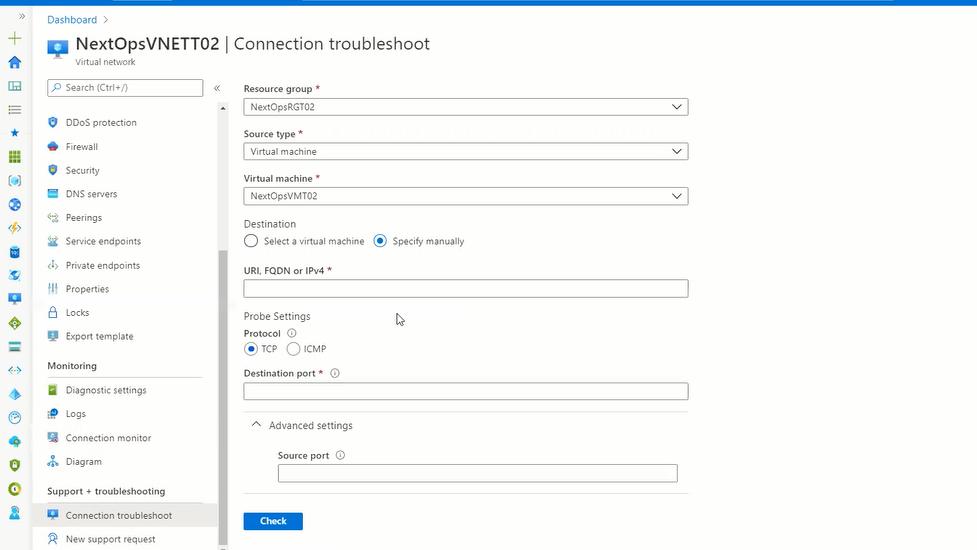 Dashboard
NextOpsVNETT02 | Connection troubleshoot
Virtual network
Search (Ctrl+/)
DDoS protection
Firewall
Security
DNS servers
Peerings
Service endpoints
Private endpoints
Properties
Locks
Export template
Monitoring
Diagnostic settings
Logs
Connection monitor
Diagram
Support + troubleshooting
Connection troubleshoot
New support request
Resource group *
NextOpsRGT02
Source type *
Virtual machine
Virtual machine *
NextOpsVMT02
Destination
Select a virtual machine
Specify manually
URI, FQDN or IPv4 *
Probe Settings
Protocol
TCP
ICMP
Destination port *
Advanced settings
Source port
Check